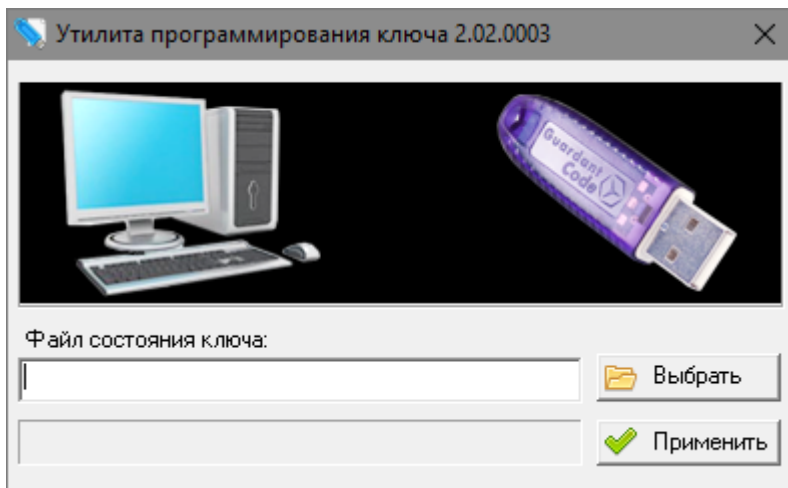 Утилита программирования ключа 2.02.0003
Guardant
Code
Файл состояния ключа:
Выбрать
Применить